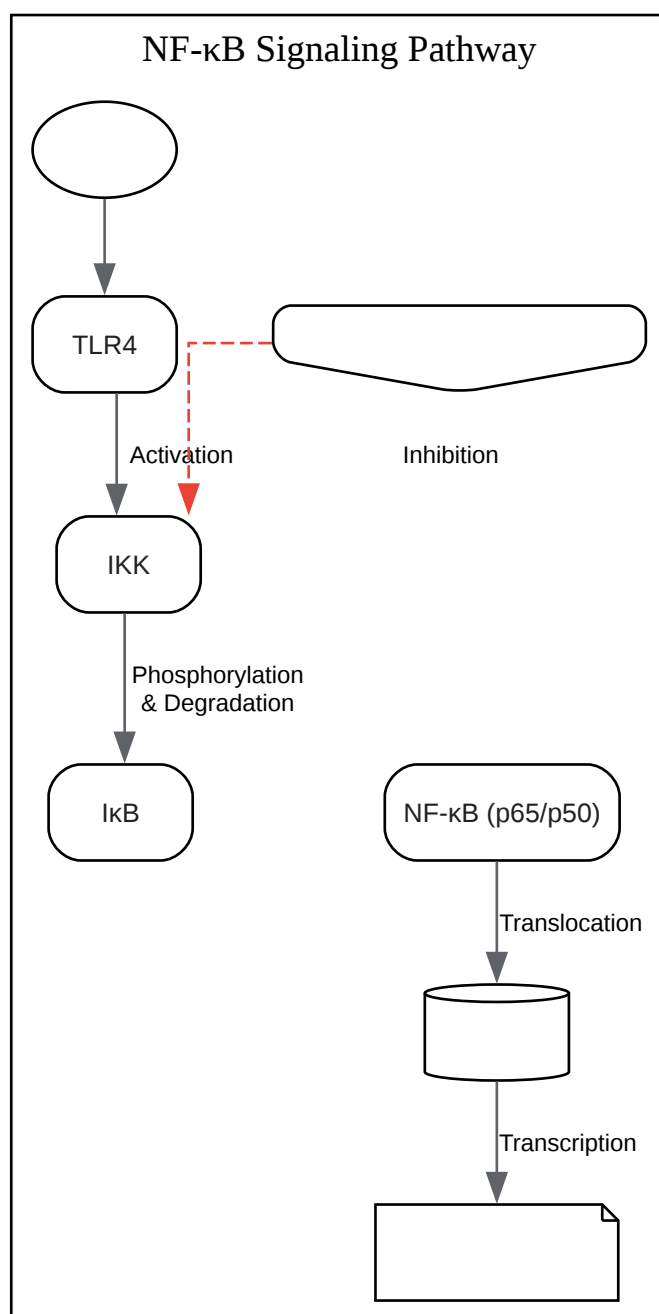 NF-κB Signaling Pathway
TLR4
Activation
Inhibition
IKK
Phosphorylation
& Degradation
IκB
NF-κB (p65/p50)
Translocation
Transcription